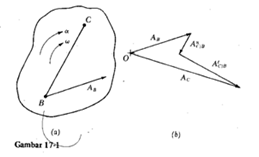 C
α
ω
B
A_B
(a)
O
A_B
A^n_{C/B}
A^t_{C/B}
A_C
(b)
Gambar 17-1